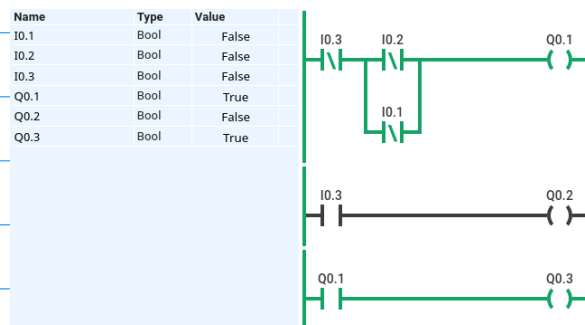 Name Type Value
I0.1 Bool False
I0.2 Bool False
I0.3 Bool False
Q0.1 Bool True
Q0.2 Bool False
Q0.3 Bool True
I0.3 I0.2 Q0.1
I0.1
I0.3 Q0.2
Q0.1 Q0.3